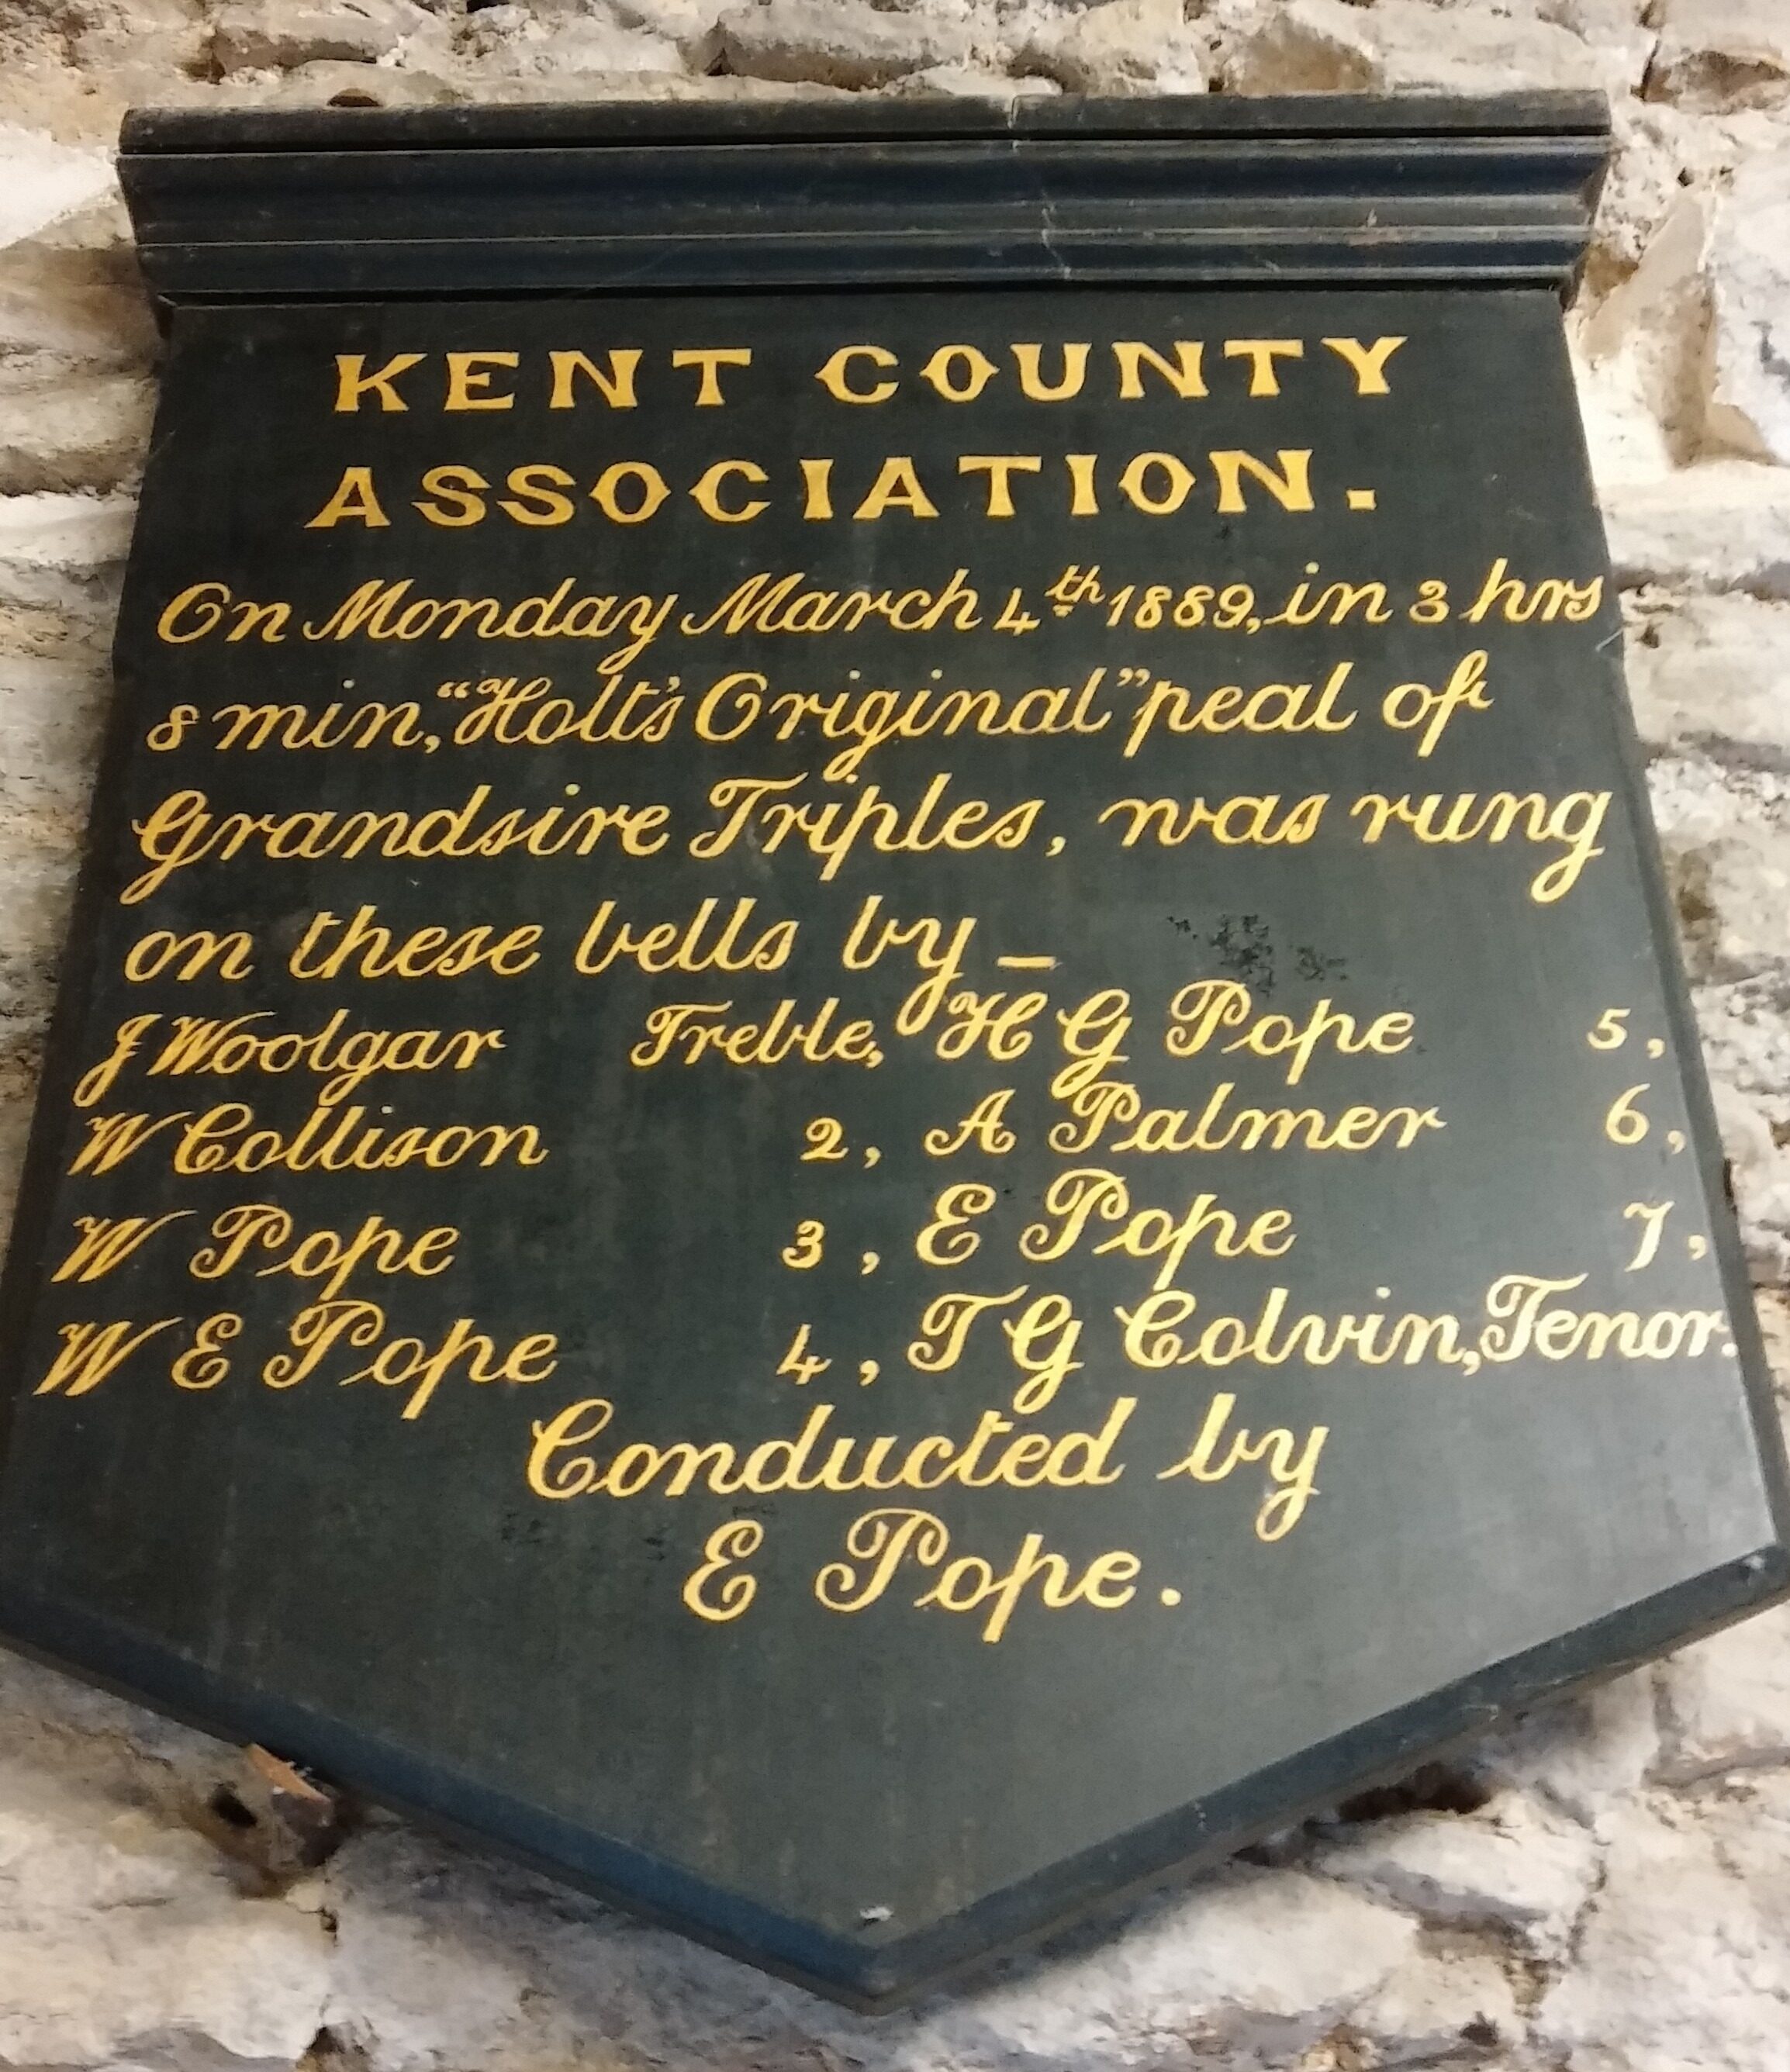 KENT COUNTY
ASSOCIATION.
On Monday March 4th 1889, in 3 hrs
8 min, "Holt's Original" peal of
Grandsire Triples, was rung
on these bells by —
J Woolgar Treble, H G Pope 5,
W Collison 2, A Palmer 6,
W Pope 3, E Pope 7,
W E Pope 4, T G Colvin, Tenor.
Conducted by
E Pope.